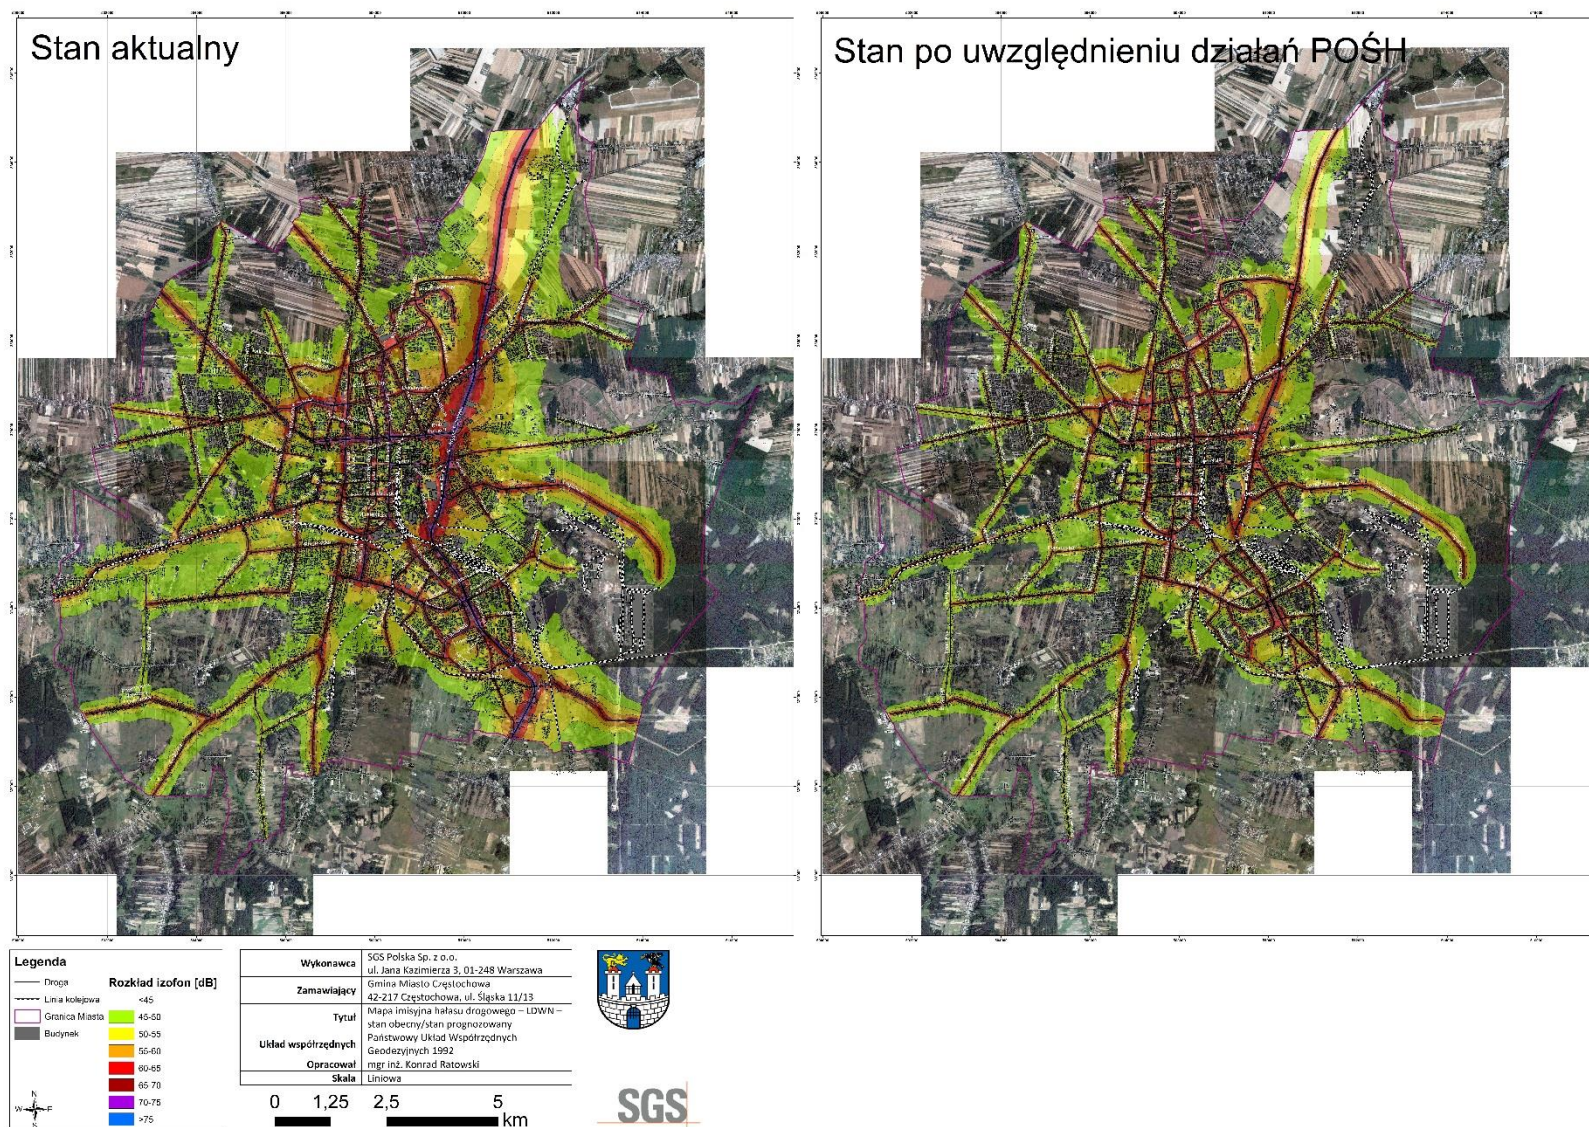 Stan aktualny
Stan po uwzględnieniu działań POŚH
Legenda
Droga
Linia kolejowa
Granica Miasta
Budynek
Rozkład izofon [dB]
<45
45-50
50-55
55-60
60-65
65-70
70-75
>75
N
W
E
S
Wykonawca
SGS Polska Sp. z o.o.
ul. Jana Kazimierza 3, 01-248 Warszawa
Zamawiający
Gmina Miasto Częstochowa
42-217 Częstochowa, ul. Śląska 11/13
Tytuł
Mapa imisyjna hałasu drogowego – LDWN –
stan obecny/stan prognozowany
Układ współrzędnych
Państwowy Układ Współrzędnych
Geodezyjnych 1992
Opracował
mgr inż. Konrad Ratowski
Skala
Liniowa
0 1,25 2,5 5
km
SGS